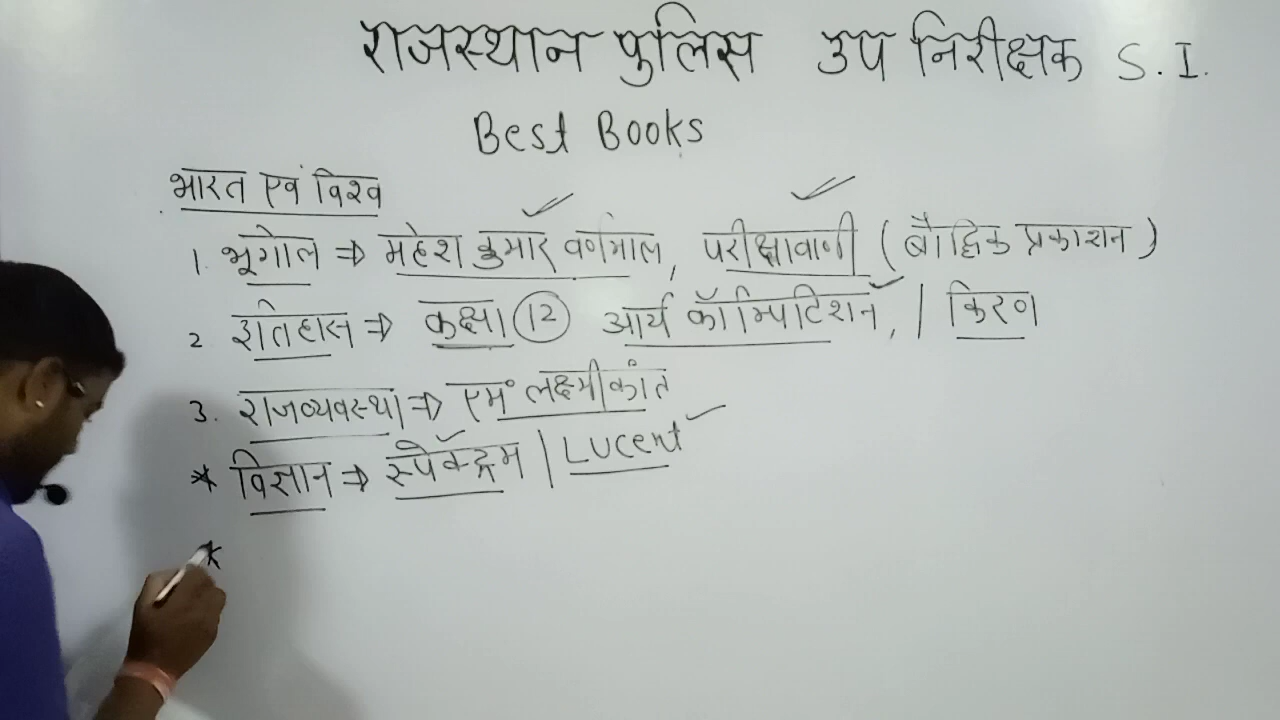 राजस्थान पुलिस उप निरीक्षक S. I.
Best Books
भारत एवं विश्व
1. भूगोल ⇒ महेश कुमार वर्णमाल, परीक्षावाणी (बौद्धिक प्रकाशन)
2 इतिहास ⇒ कक्षा 12 आर्य कॉम्पिटिशन, | किरण
3. राजव्यवस्था ⇒ एम॰ लक्ष्मीकांत
* विज्ञान ⇒ स्पेक्ट्रम | Lucent
*